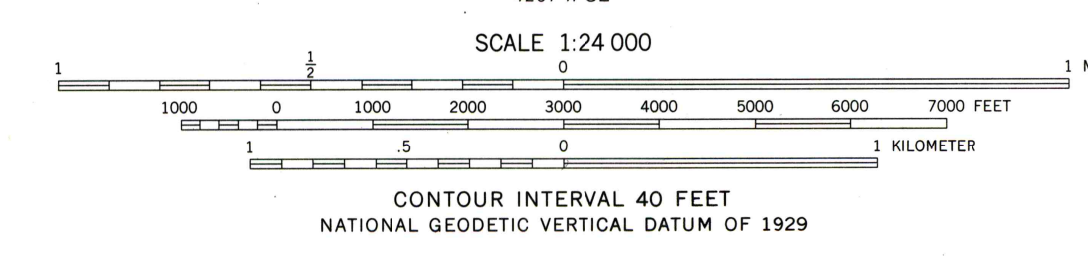 SCALE 1:24 000
1 1/2 0 1
1000 0 1000 2000 3000 4000 5000 6000 7000 FEET
1 .5 0 1 KILOMETER
CONTOUR INTERVAL 40 FEET
NATIONAL GEODETIC VERTICAL DATUM OF 1929